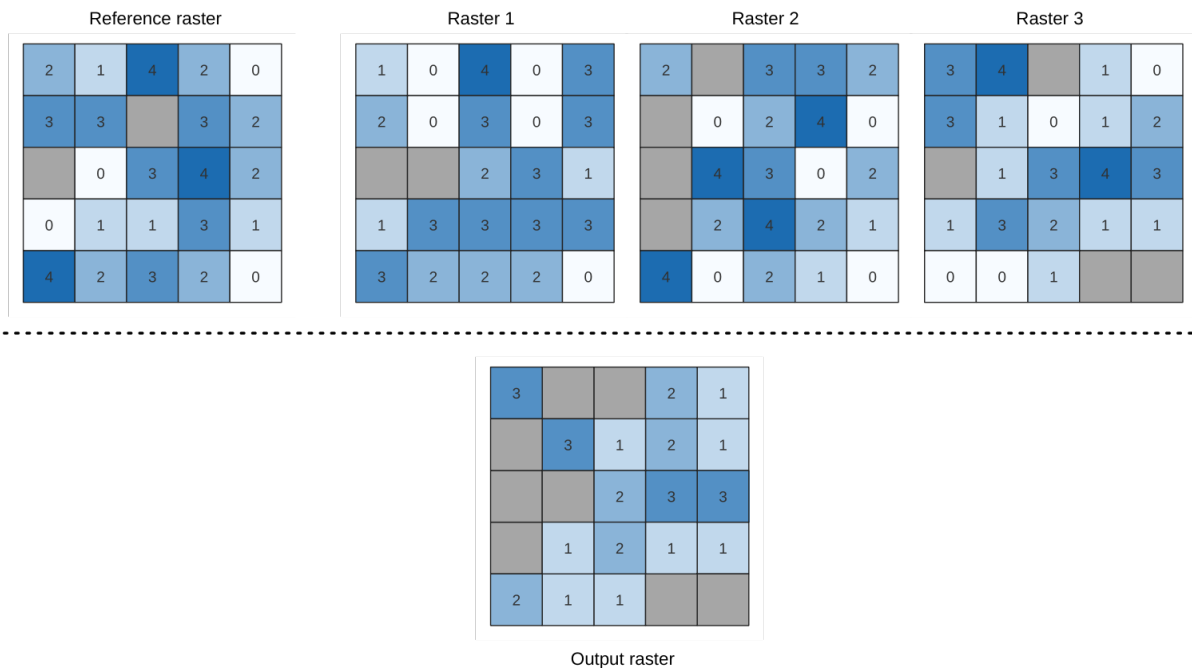 Reference raster Raster 1 Raster 2 Raster 3
2 1 4 2 0 1 0 4 0 3 2 3 3 2 3 4 1 0
3 3 3 2 2 0 3 0 3 0 2 4 0 3 1 0 1 2
0 3 4 2 2 3 1 4 3 0 2 1 3 4 3
0 1 1 3 1 1 3 3 3 3 2 4 2 1 1 3 2 1 1
4 2 3 2 0 3 2 2 2 0 4 0 2 1 0 0 0 1
3 2 1
3 1 2 1
2 3 3
1 2 1 1
2 1 1
Output raster